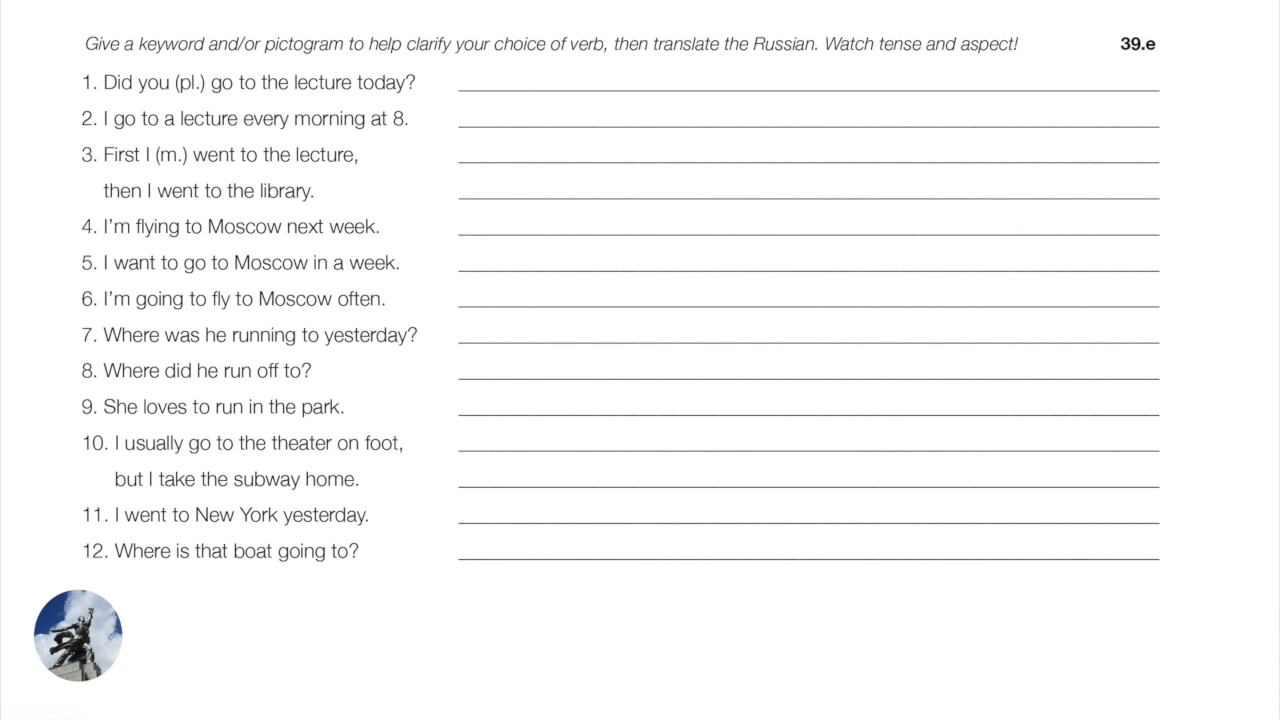 Give a keyword and/or pictogram to help clarify your choice of verb, then translate the Russian. Watch tense and aspect! 39.e
1. Did you (pl.) go to the lecture today?
2. I go to a lecture every morning at 8.
3. First I (m.) went to the lecture,
then I went to the library.
4. I'm flying to Moscow next week.
5. I want to go to Moscow in a week.
6. I'm going to fly to Moscow often.
7. Where was he running to yesterday?
8. Where did he run off to?
9. She loves to run in the park.
10. I usually go to the theater on foot,
but I take the subway home.
11. I went to New York yesterday.
12. Where is that boat going to?